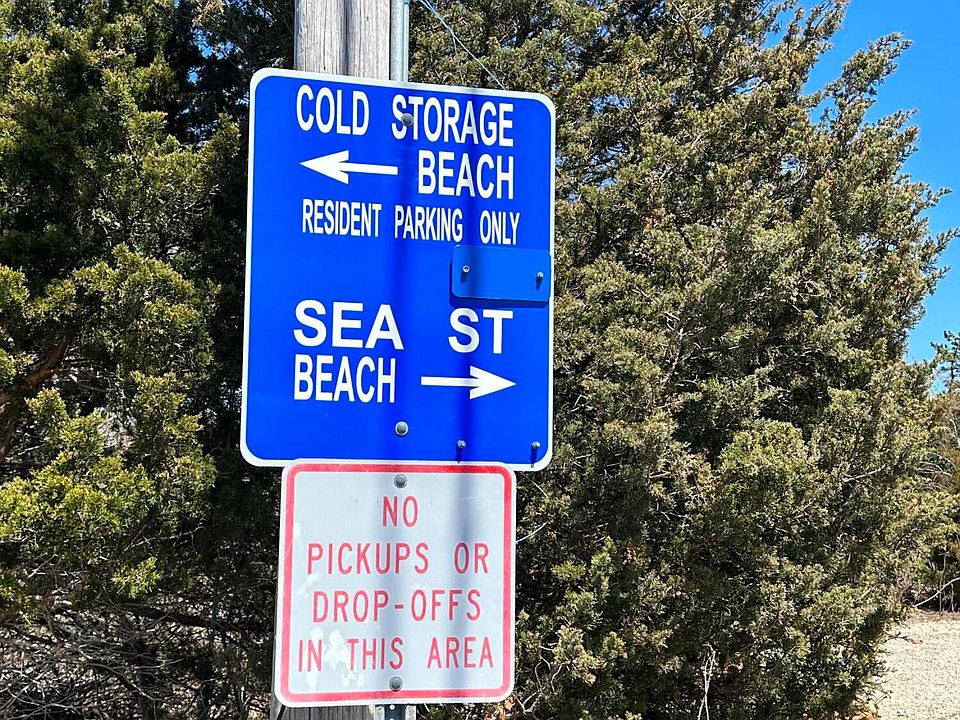 COLD STORAGE
BEACH
RESIDENT PARKING ONLY
SEA ST
BEACH
NO
PICKUPS OR
DROP-OFFS
IN THIS AREA